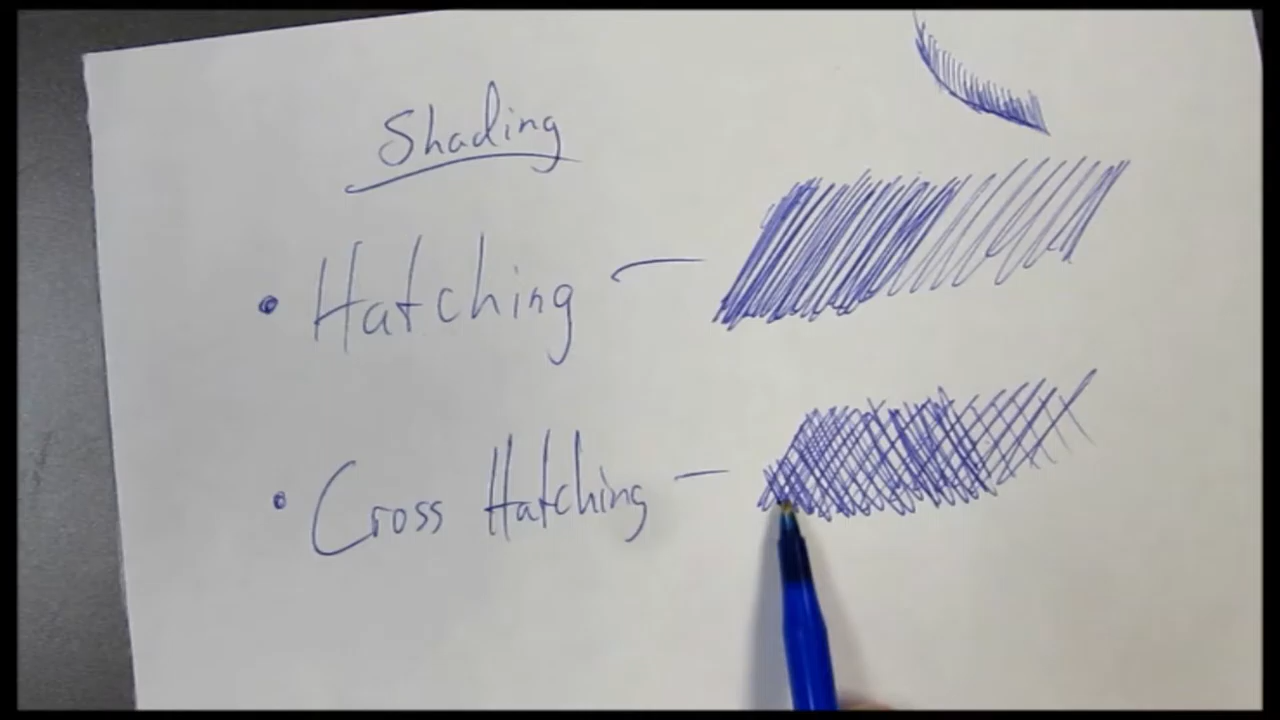 Shading
• Hatching —
• Cross Hatching —